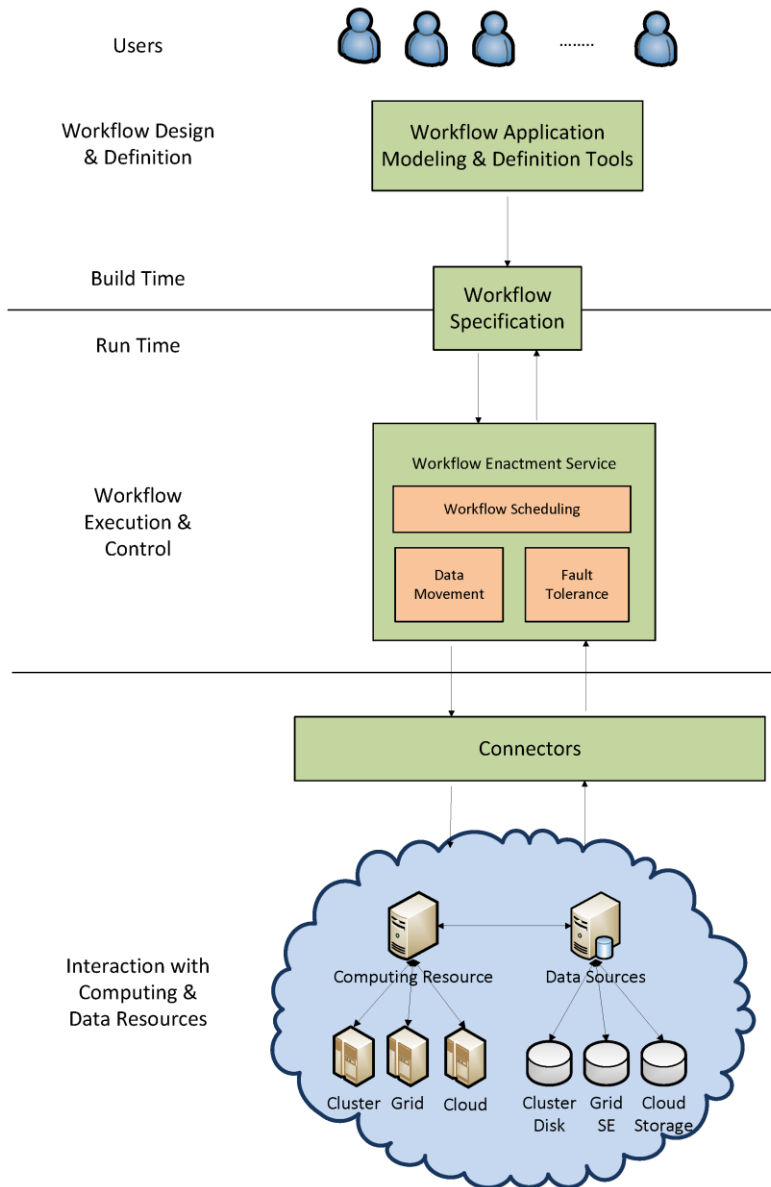 Users
........
Workflow Design
& Definition
Workflow Application
Modeling & Definition Tools
Build Time
Workflow
Specification
Run Time
Workflow
Execution &
Control
Workflow Enactment Service
Workflow Scheduling
Data
Movement
Fault
Tolerance
Connectors
Interaction with
Computing &
Data Resources
Computing Resource
Data Sources
Cluster
Grid
Cloud
Cluster
Disk
Grid
SE
Cloud
Storage